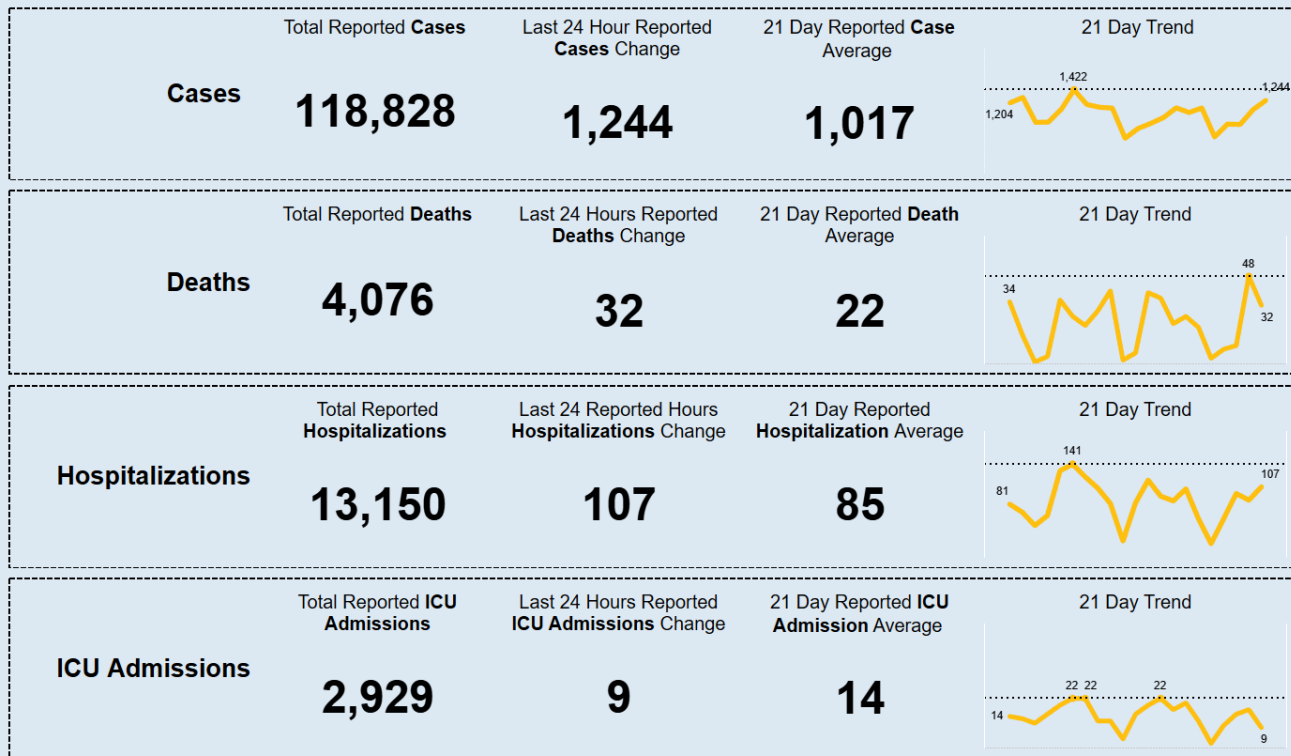 Total Reported Cases
Last 24 Hour Reported
Cases Change
21 Day Reported Case
Average
21 Day Trend
Cases
118,828
1,244
1,017
1,204
1,422
1,244
Total Reported Deaths
Last 24 Hours Reported
Deaths Change
21 Day Reported Death
Average
21 Day Trend
Deaths
4,076
32
22
34
48
32
Total Reported
Hospitalizations
Last 24 Reported Hours
Hospitalizations Change
21 Day Reported
Hospitalization Average
21 Day Trend
Hospitalizations
13,150
107
85
81
141
107
Total Reported ICU
Admissions
Last 24 Hours Reported
ICU Admissions Change
21 Day Reported ICU
Admission Average
21 Day Trend
ICU Admissions
2,929
9
14
14
22
22
22
9